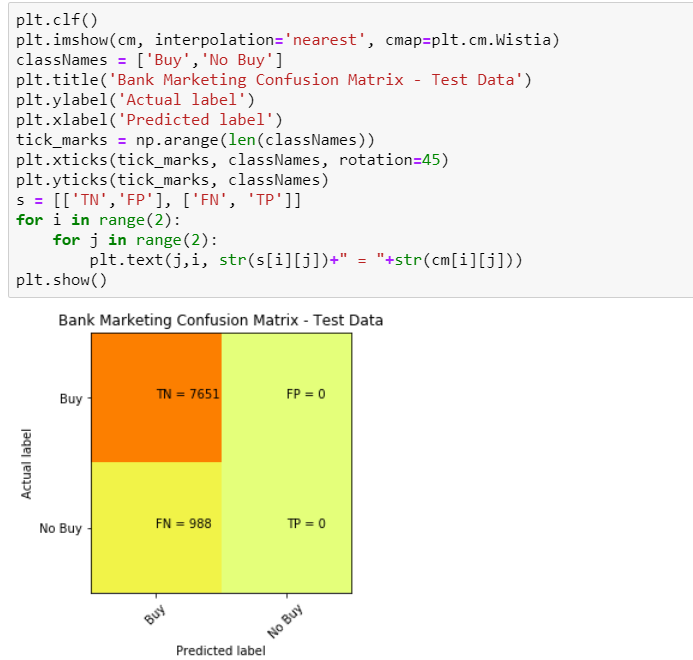 plt.clf()
plt.imshow(cm, interpolation='nearest', cmap=plt.cm.Wistia)
classNames = ['Buy','No Buy']
plt.title('Bank Marketing Confusion Matrix - Test Data')
plt.ylabel('Actual label')
plt.xlabel('Predicted label')
tick_marks = np.arange(len(classNames))
plt.xticks(tick_marks, classNames, rotation=45)
plt.yticks(tick_marks, classNames)
s = [['TN','FP'], ['FN', 'TP']]
for i in range(2):
    for j in range(2):
        plt.text(j,i, str(s[i][j])+" = "+str(cm[i][j]))
plt.show()
Bank Marketing Confusion Matrix - Test Data
Buy
TN = 7651
FP = 0
Actual label
No Buy
FN = 988
TP = 0
Buy
No Buy
Predicted label